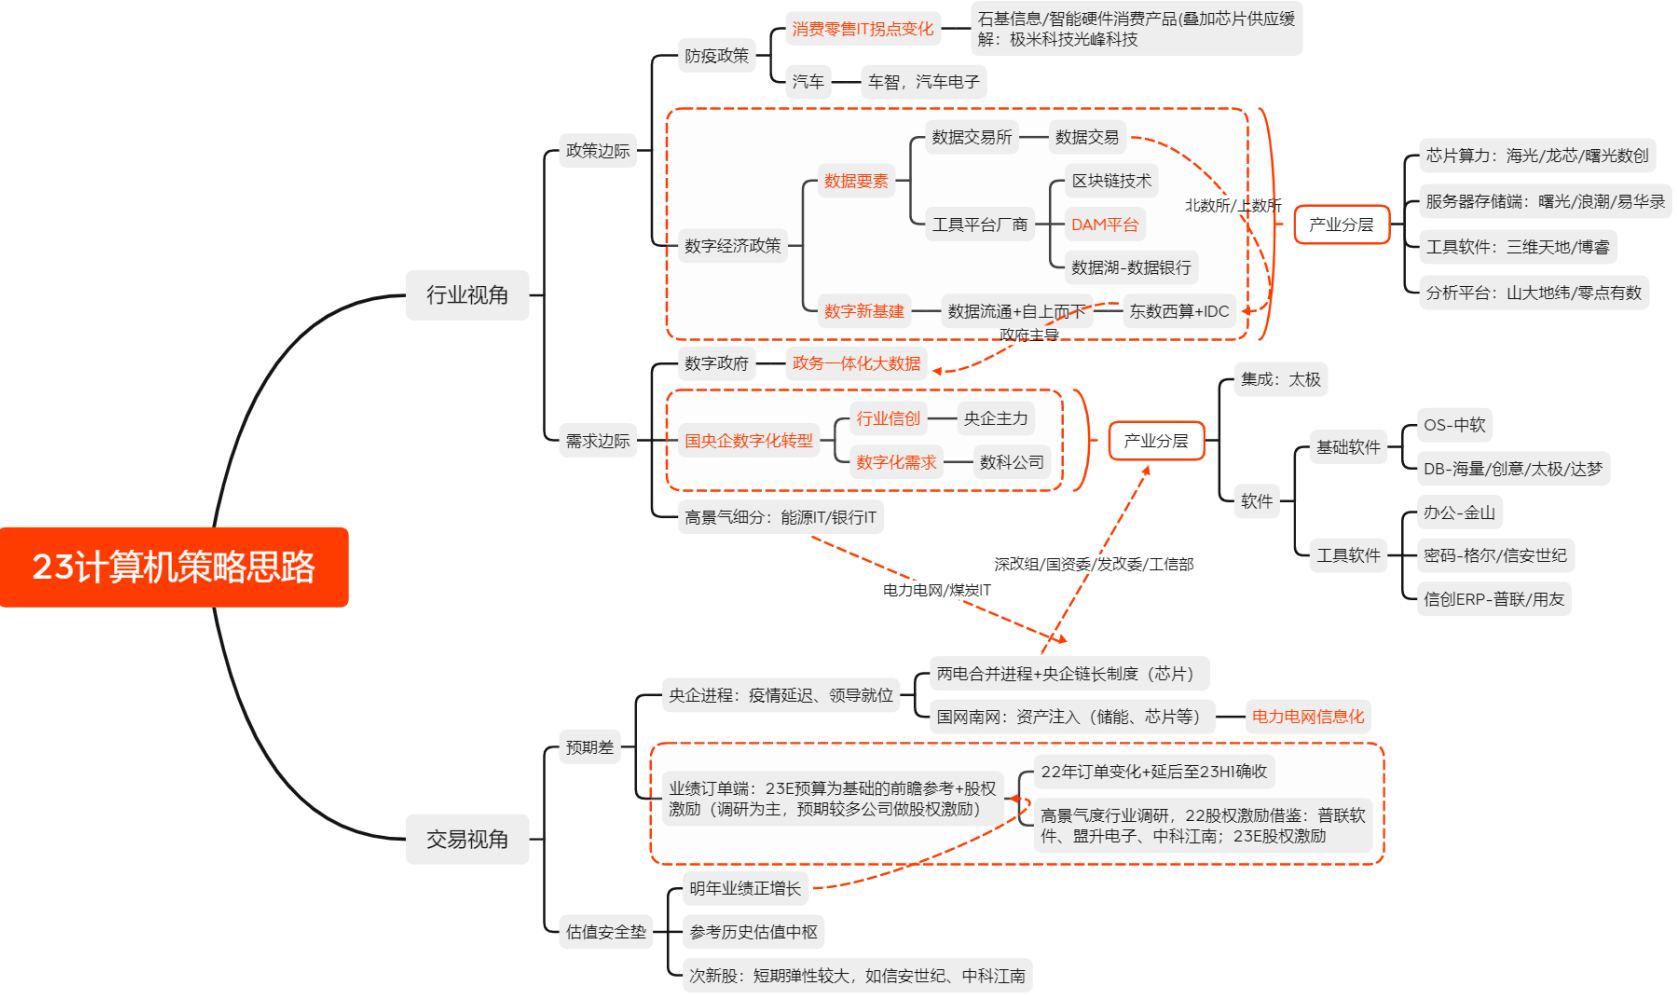 23计算机策略思路
行业视角
政策边际
防疫政策
消费零售IT拐点变化
石基信息/智能硬件消费产品(叠加芯片供应缓
解：极米科技光峰科技
汽车
车智，汽车电子
数字经济政策
数据要素
数据交易所
数据交易
工具平台厂商
区块链技术
DAM平台
数据湖-数据银行
数字新基建
数据流通+自上而下
东数西算+IDC
北数所/上数所
政府主导
产业分层
芯片算力：海光/龙芯/曙光数创
服务器存储端：曙光/浪潮/易华录
工具软件：三维天地/博睿
分析平台：山大地纬/零点有数
需求边际
数字政府
政务一体化大数据
国央企数字化转型
行业信创
央企主力
数字化需求
数科公司
产业分层
集成：太极
软件
基础软件
OS-中软
DB-海量/创意/太极/达梦
工具软件
办公-金山
密码-格尔/信安世纪
信创ERP-普联/用友
高景气细分：能源IT/银行IT
电力电网/煤炭IT
深改组/国资委/发改委/工信部
交易视角
预期差
央企进程：疫情延迟、领导就位
两电合并进程+央企链长制度（芯片）
国网南网：资产注入（储能、芯片等）
电力电网信息化
业绩订单端：23E预算为基础的前瞻参考+股权
激励（调研为主，预期较多公司做股权激励）
22年订单变化+延后至23H1确收
高景气度行业调研，22股权激励借鉴：普联软
件、盟升电子、中科江南；23E股权激励
估值安全垫
明年业绩正增长
参考历史估值中枢
次新股：短期弹性较大，如信安世纪、中科江南